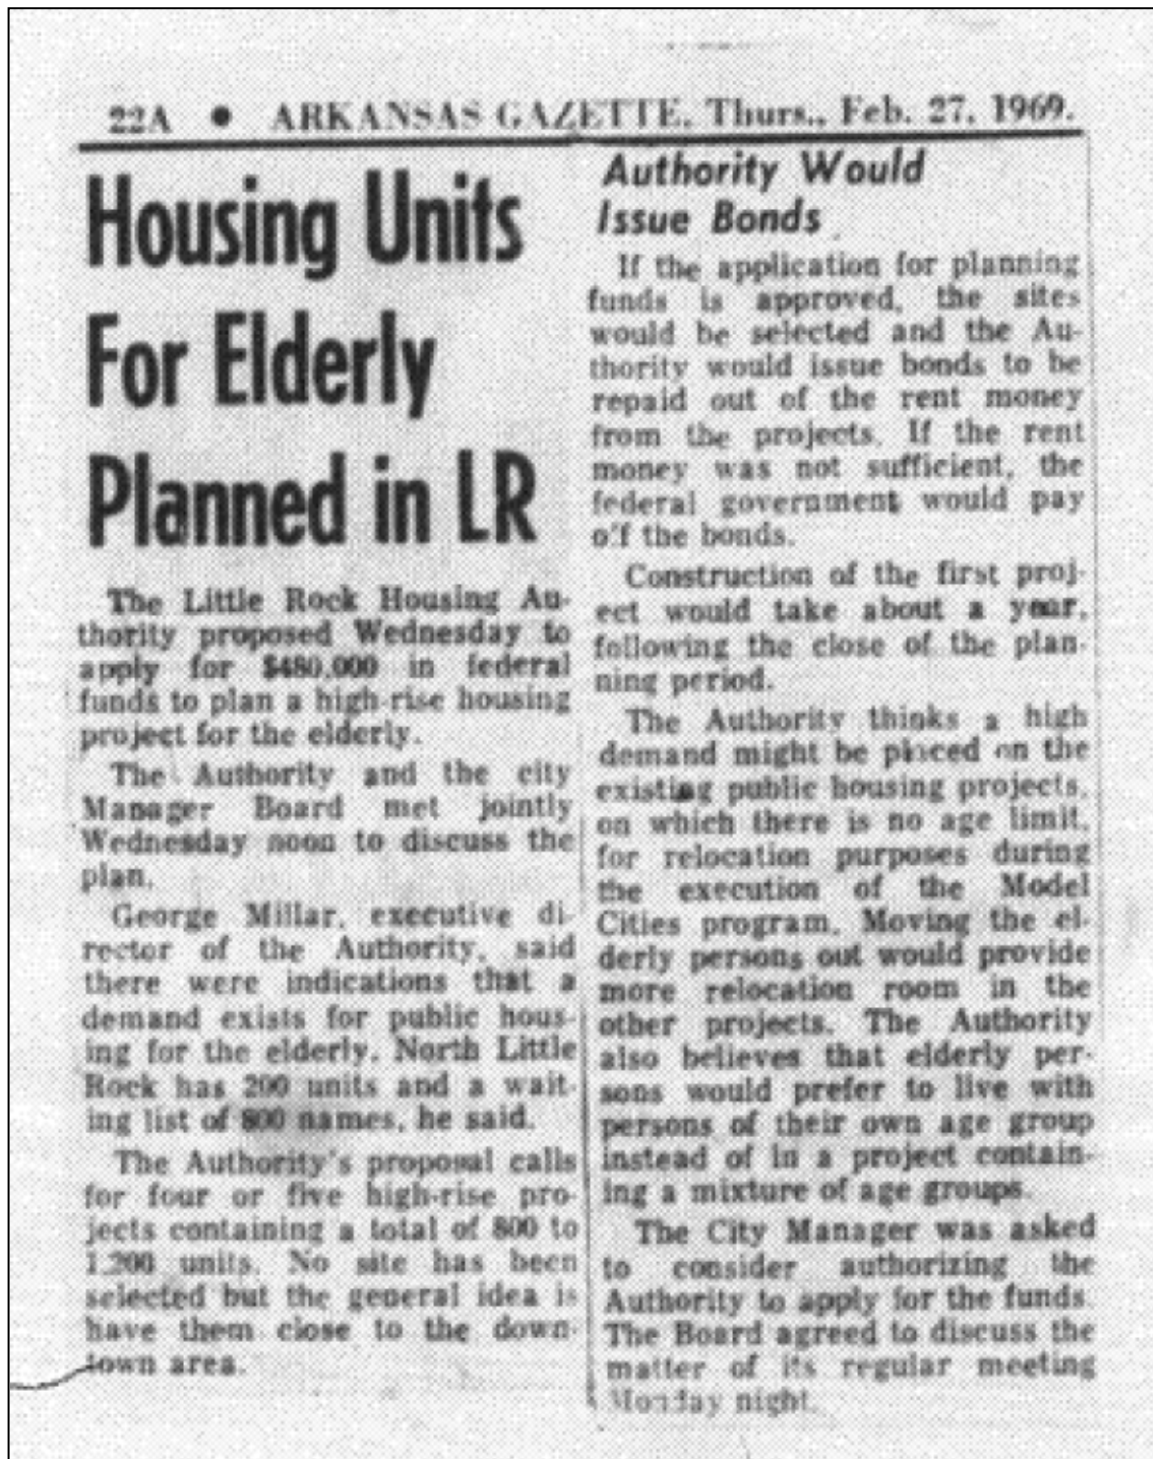 22A • ARKANSAS GAZETTE, Thurs., Feb. 27, 1969.
Housing Units
For Elderly
Planned in LR
The Little Rock Housing Au-
thority proposed Wednesday to
apply for $480,000 in federal
funds to plan a high-rise housing
project for the elderly.
The Authority and the city
Manager Board met jointly
Wednesday noon to discuss the
plan.
George Millar, executive di-
rector of the Authority, said
there were indications that a
demand exists for public hous-
ing for the elderly. North Little
Rock has 200 units and a wait-
ing list of 800 names, he said.
The Authority's proposal calls
for four or five high-rise pro-
jects containing a total of 800 to
1,200 units. No site has been
selected but the general idea is
have them close to the down-
town area.
Authority Would
Issue Bonds
If the application for planning
funds is approved, the sites
would be selected and the Au-
thority would issue bonds to be
repaid out of the rent money
from the projects. If the rent
money was not sufficient, the
federal government would pay
off the bonds.
Construction of the first proj-
ect would take about a year,
following the close of the plan-
ning period.
The Authority thinks a high
demand might be placed on the
existing public housing projects,
on which there is no age limit,
for relocation purposes during
the execution of the Model
Cities program. Moving the el-
derly persons out would provide
more relocation room in the
other projects. The Authority
also believes that elderly per-
sons would prefer to live with
persons of their own age group
instead of in a project contain-
ing a mixture of age groups.
The City Manager was asked
to consider authorizing the
Authority to apply for the funds.
The Board agreed to discuss the
matter of its regular meeting
Monday night.